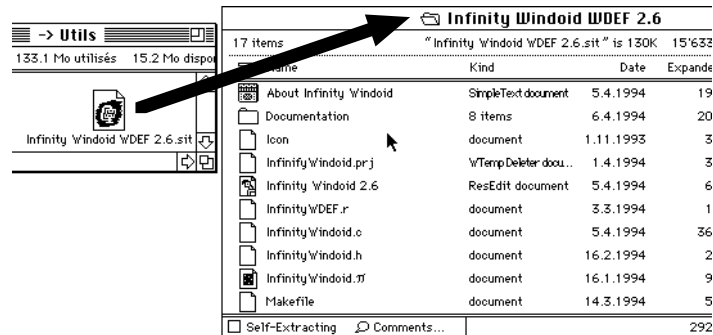 -> Utils
133.1 Mo utilisés 15.2 Mo dispo
Infinity Windoid WDEF 2.6.sit
Infinity Windoid WDEF 2.6
17 items "Infinity Windoid WDEF 2.6.sit" is 130K 15'633
Name Kind Date Expande
About Infinity Windoid SimpleText document 5.4.1994 19
Documentation 8 items 6.4.1994 20
Icon document 1.11.1993 3
InfinifyWindoid.prj WTempDeleter docu... 1.4.1994 3
Infinity Windoid 2.6 ResEdit document 5.4.1994 6
InfinityWDEF.r document 3.3.1994 1
InfinityWindoid.c document 5.4.1994 36
InfinityWindoid.h document 16.2.1994 2
InfinityWindoid.π document 16.1.1994 9
Makefile document 14.3.1994 5
Self-Extracting Comments... 292